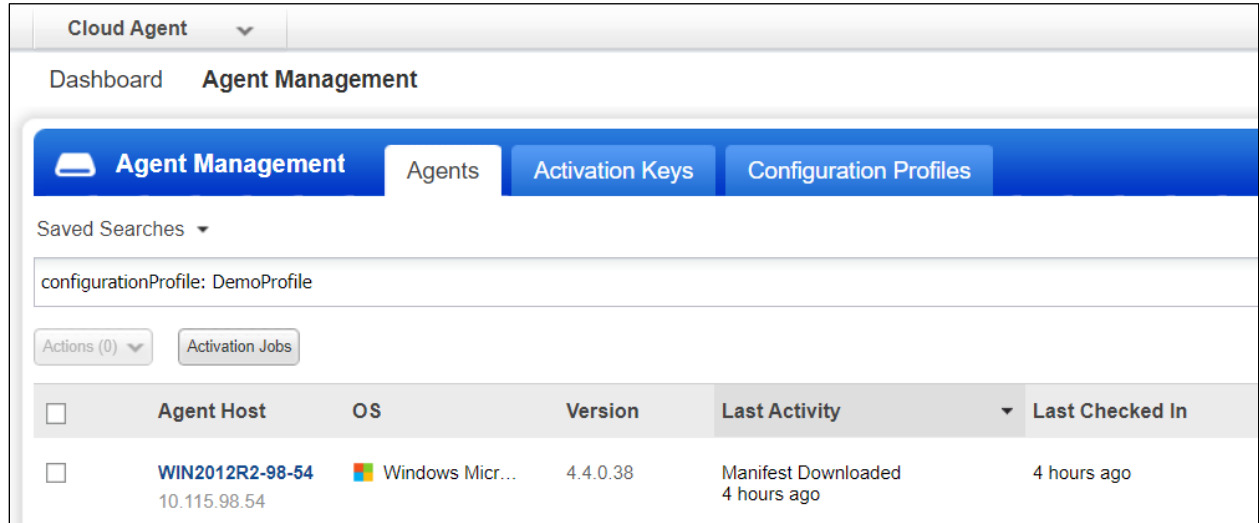 Cloud Agent
Dashboard Agent Management
Agent Management Agents Activation Keys Configuration Profiles
Saved Searches
configurationProfile: DemoProfile
Actions (0) Activation Jobs
Agent Host OS Version Last Activity Last Checked In
WIN2012R2-98-54 Windows Micr... 4.4.0.38 Manifest Downloaded 4 hours ago
10.115.98.54 4 hours ago